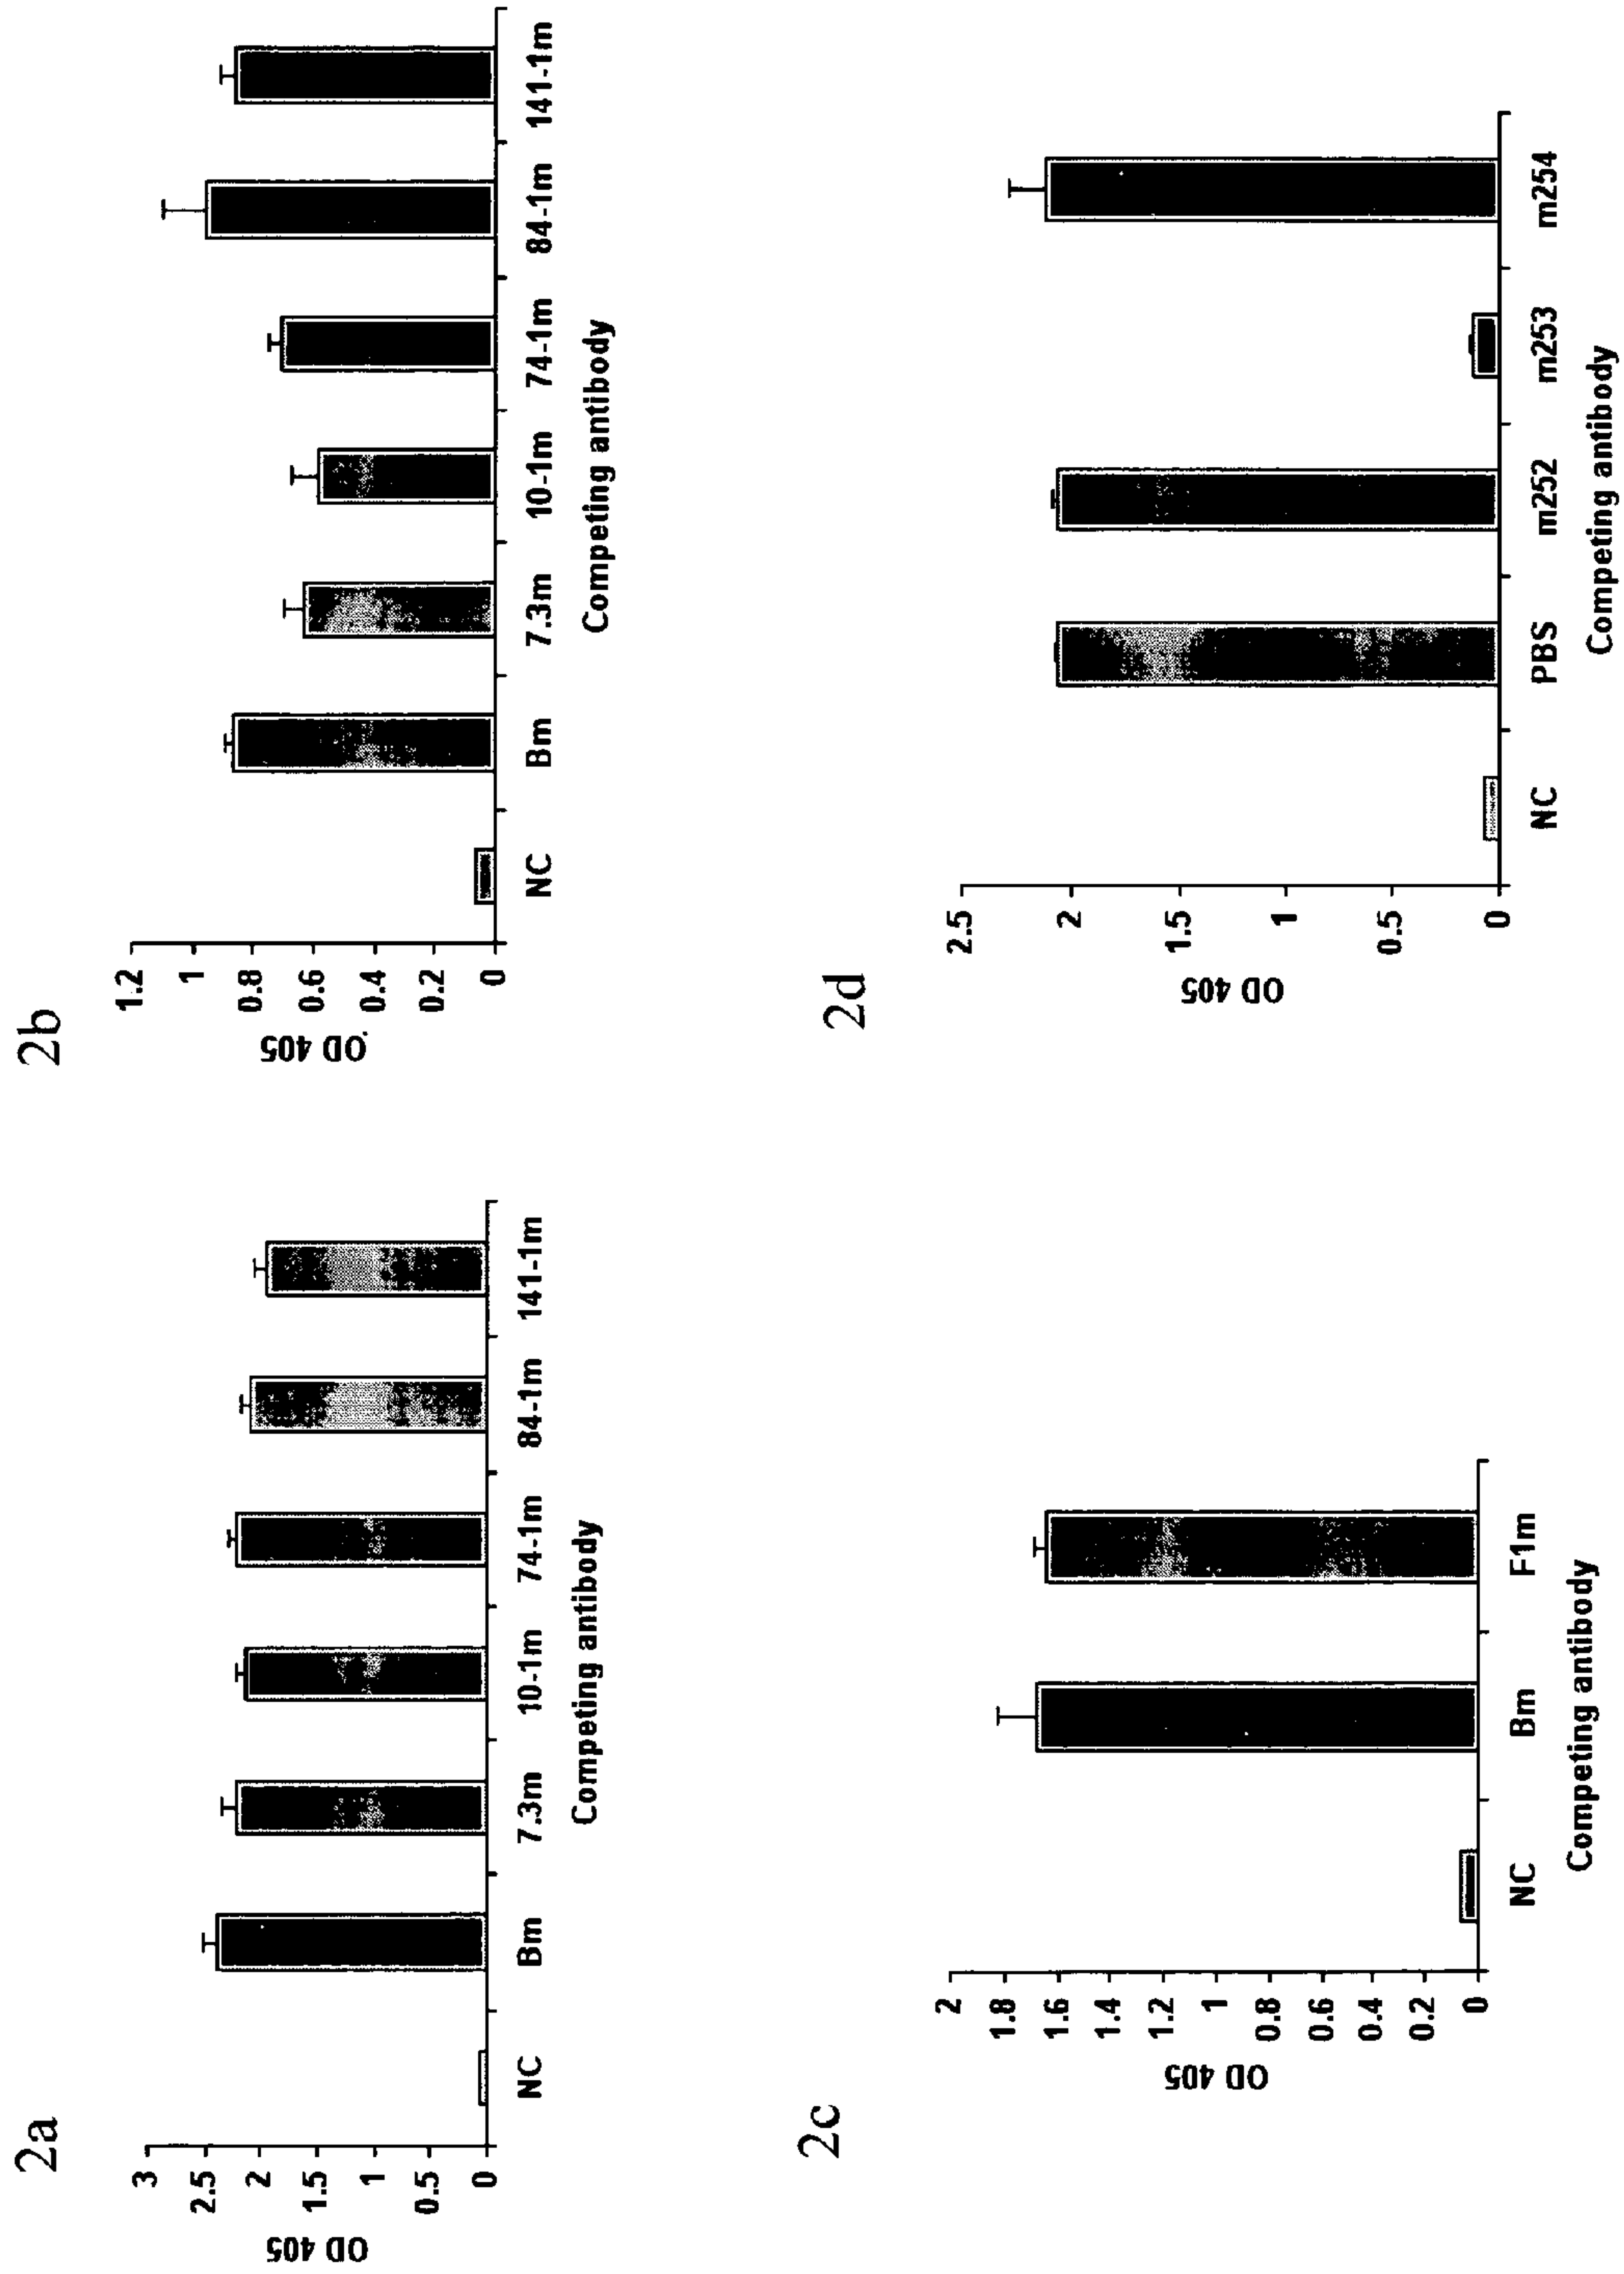 2a
OD 405
3
2.5
2
1.5
1
0.5
0
NC Bm 7.3m 10-1m 74-1m 84-1m 141-1m
Competing antibody
2b
OD 405
1.2
1
0.8
0.6
0.4
0.2
0
NC Bm 7.3m 10-1m 74-1m 84-1m 141-1m
Competing antibody
2c
OD 405
2
1.8
1.6
1.4
1.2
1
0.8
0.6
0.4
0.2
0
NC Bm F1m
Competing antibody
2d
OD 405
2.5
2
1.5
1
0.5
0
NC PBS m252 m253 m254
Competing antibody